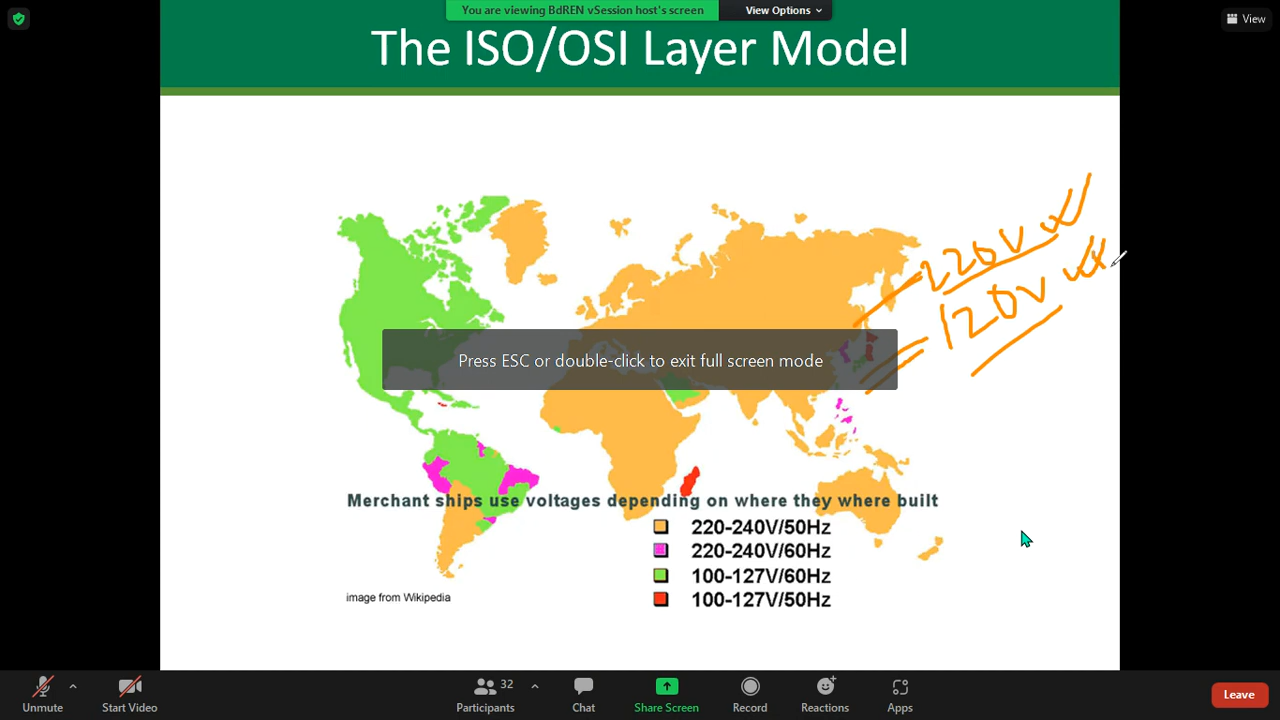 You are viewing BdREN vSession host's screen
View Options
View
The ISO/OSI Layer Model
220V
120V
Press ESC or double-click to exit full screen mode
Merchant ships use voltages depending on where they where built
220-240V/50Hz
220-240V/60Hz
100-127V/60Hz
100-127V/50Hz
image from Wikipedia
Unmute
Start Video
32
Participants
Chat
Share Screen
Record
Reactions
Apps
Leave